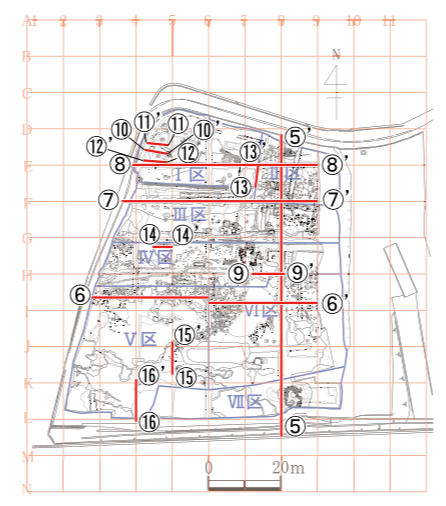 A1 2 3 4 5 6 7 8 9 10 11
B
N
C
D
⑪' ⑪ ⑩' ⑩ ⑤'
⑫' ⑫ ⑬'
E ⑧ ⑧'
Ⅰ区 ⑬ Ⅱ区
F ⑦ ⑦'
Ⅲ区
G ⑭ ⑭'
Ⅳ区
H ⑨ ⑨'
⑥ ⑥'
Ⅵ区
Ⅴ区 ⑮'
J
⑯' ⑮
K
Ⅶ区
L ⑯ ⑤
M
0 20m
N